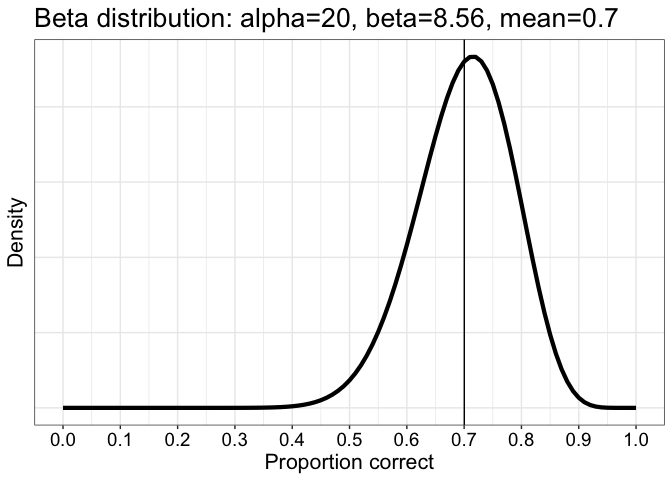 Beta distribution: alpha=20, beta=8.56, mean=0.7
Density
0.0 0.1 0.2 0.3 0.4 0.5 0.6 0.7 0.8 0.9 1.0
Proportion correct